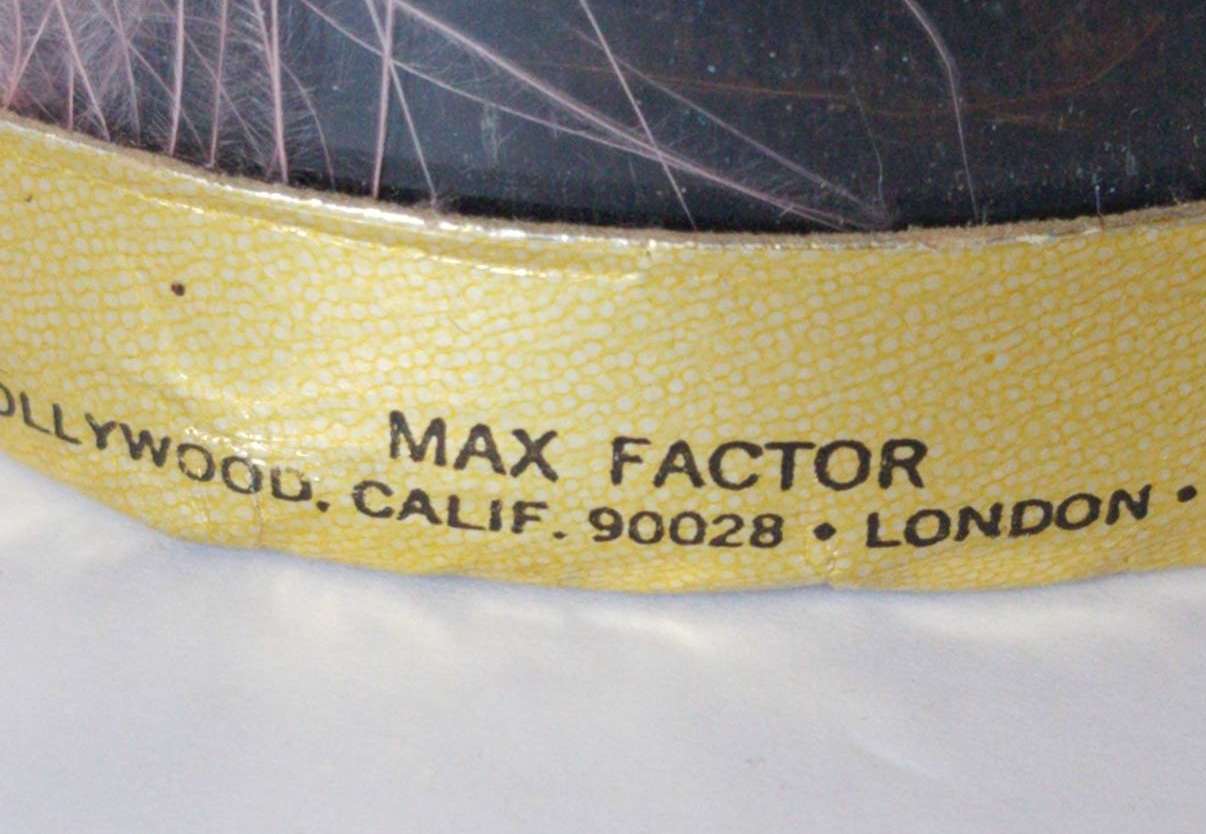 MAX FACTOR
OLLYWOOD. CALIF. 90028 • LONDON •